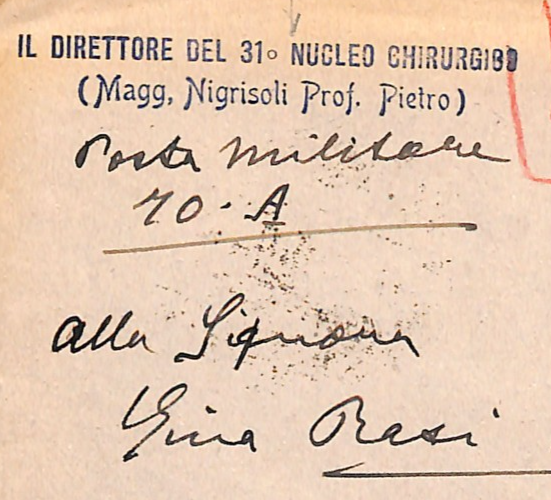 IL DIRETTORE DEL 31° NUCLEO CHIRURGICO
(Magg, Nigrisoli Prof. Pietro)
Posta Militare
70-A
Alla Signora
Gina Rasi